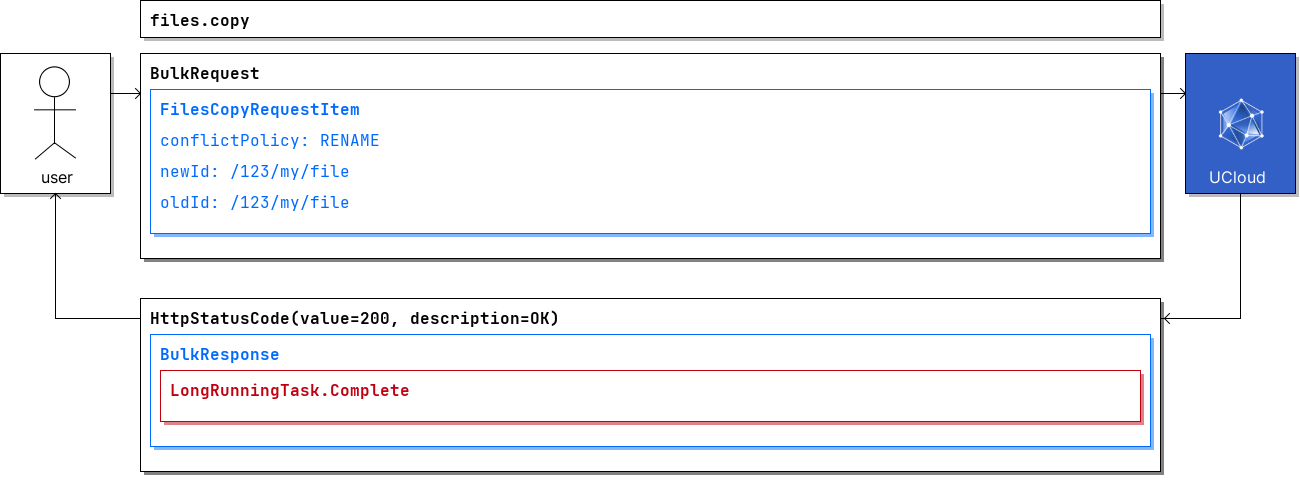 files.copy
BulkRequest
FilesCopyRequestItem
conflictPolicy: RENAME
newId: /123/my/file
oldId: /123/my/file
user
UCloud
HttpStatusCode(value=200, description=OK)
BulkResponse
LongRunningTask.Complete